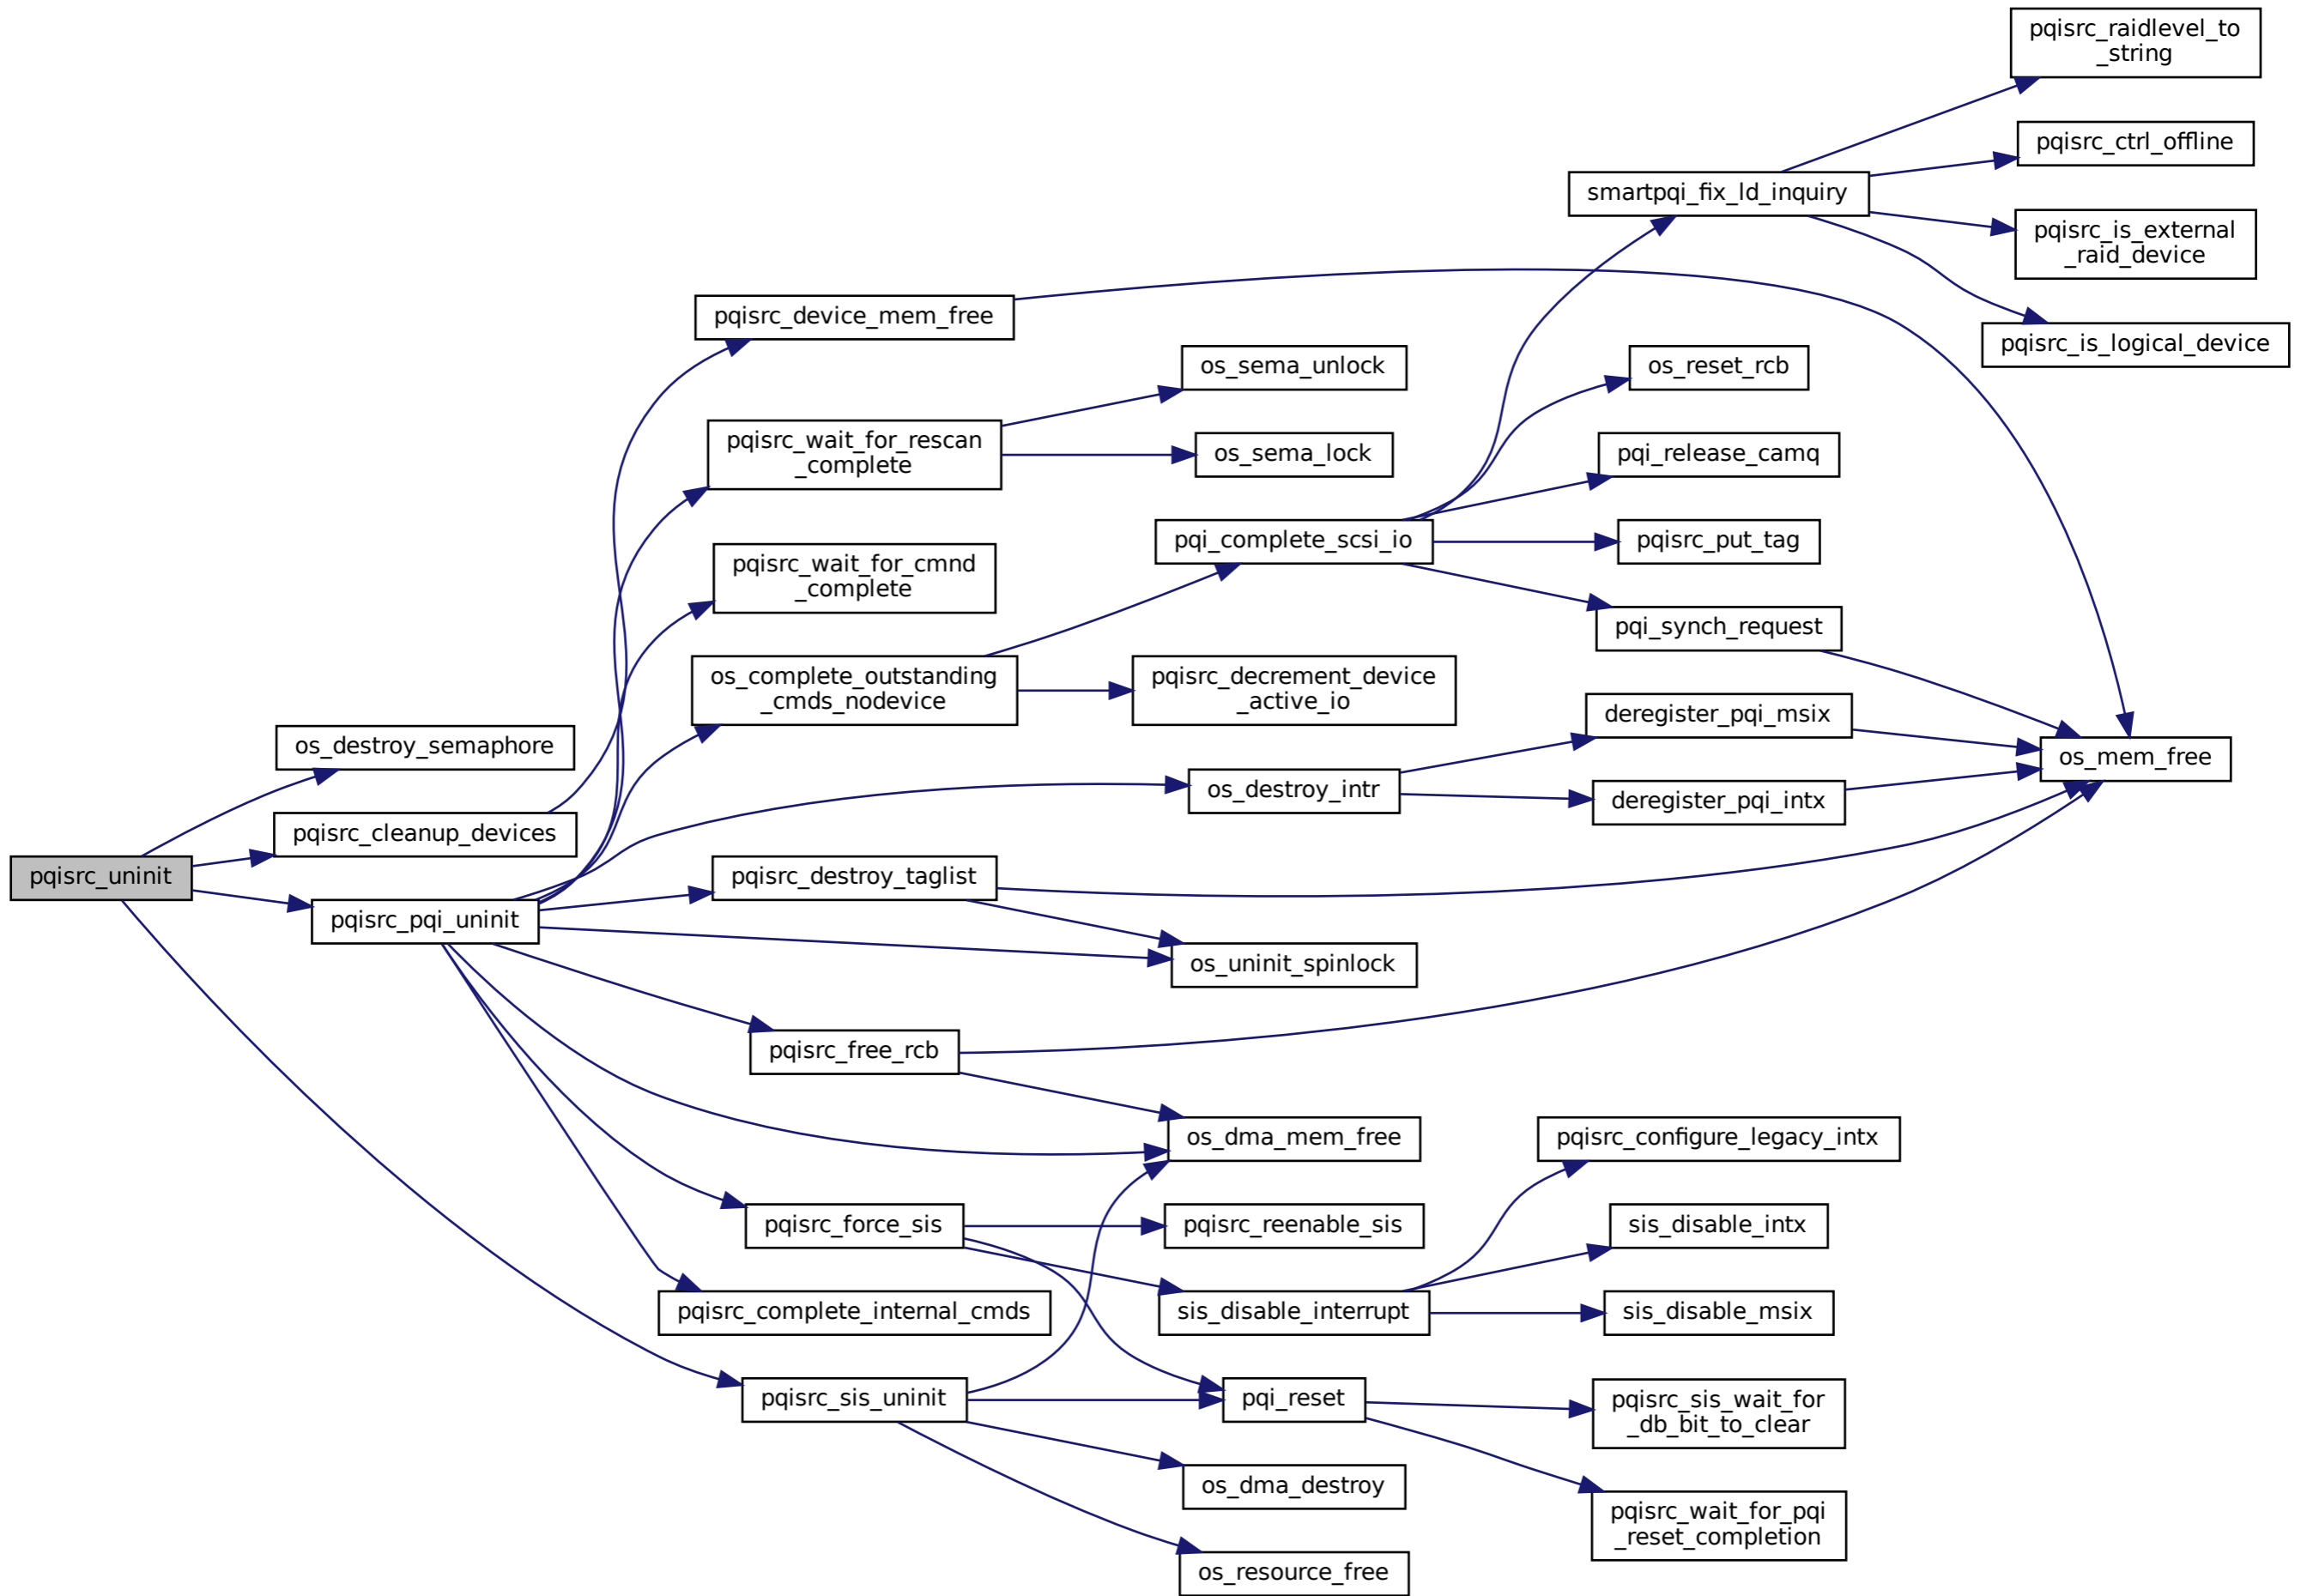 pqisrc_raidlevel_to
_string
pqisrc_ctrl_offline
smartpqi_fix_ld_inquiry
pqisrc_is_external
_raid_device
pqisrc_device_mem_free
pqisrc_is_logical_device
os_sema_unlock
os_reset_rcb
pqisrc_wait_for_rescan
_complete
os_sema_lock
pqi_release_camq
pqi_complete_scsi_io
pqisrc_put_tag
pqisrc_wait_for_cmnd
_complete
pqi_synch_request
os_complete_outstanding
_cmds_nodevice
pqisrc_decrement_device
_active_io
deregister_pqi_msix
os_destroy_semaphore
os_mem_free
os_destroy_intr
deregister_pqi_intx
pqisrc_cleanup_devices
pqisrc_uninit
pqisrc_destroy_taglist
pqisrc_pqi_uninit
os_uninit_spinlock
pqisrc_free_rcb
os_dma_mem_free
pqisrc_configure_legacy_intx
pqisrc_force_sis
pqisrc_reenable_sis
sis_disable_intx
pqisrc_complete_internal_cmds
sis_disable_interrupt
sis_disable_msix
pqisrc_sis_uninit
pqi_reset
pqisrc_sis_wait_for
_db_bit_to_clear
os_dma_destroy
pqisrc_wait_for_pqi
_reset_completion
os_resource_free